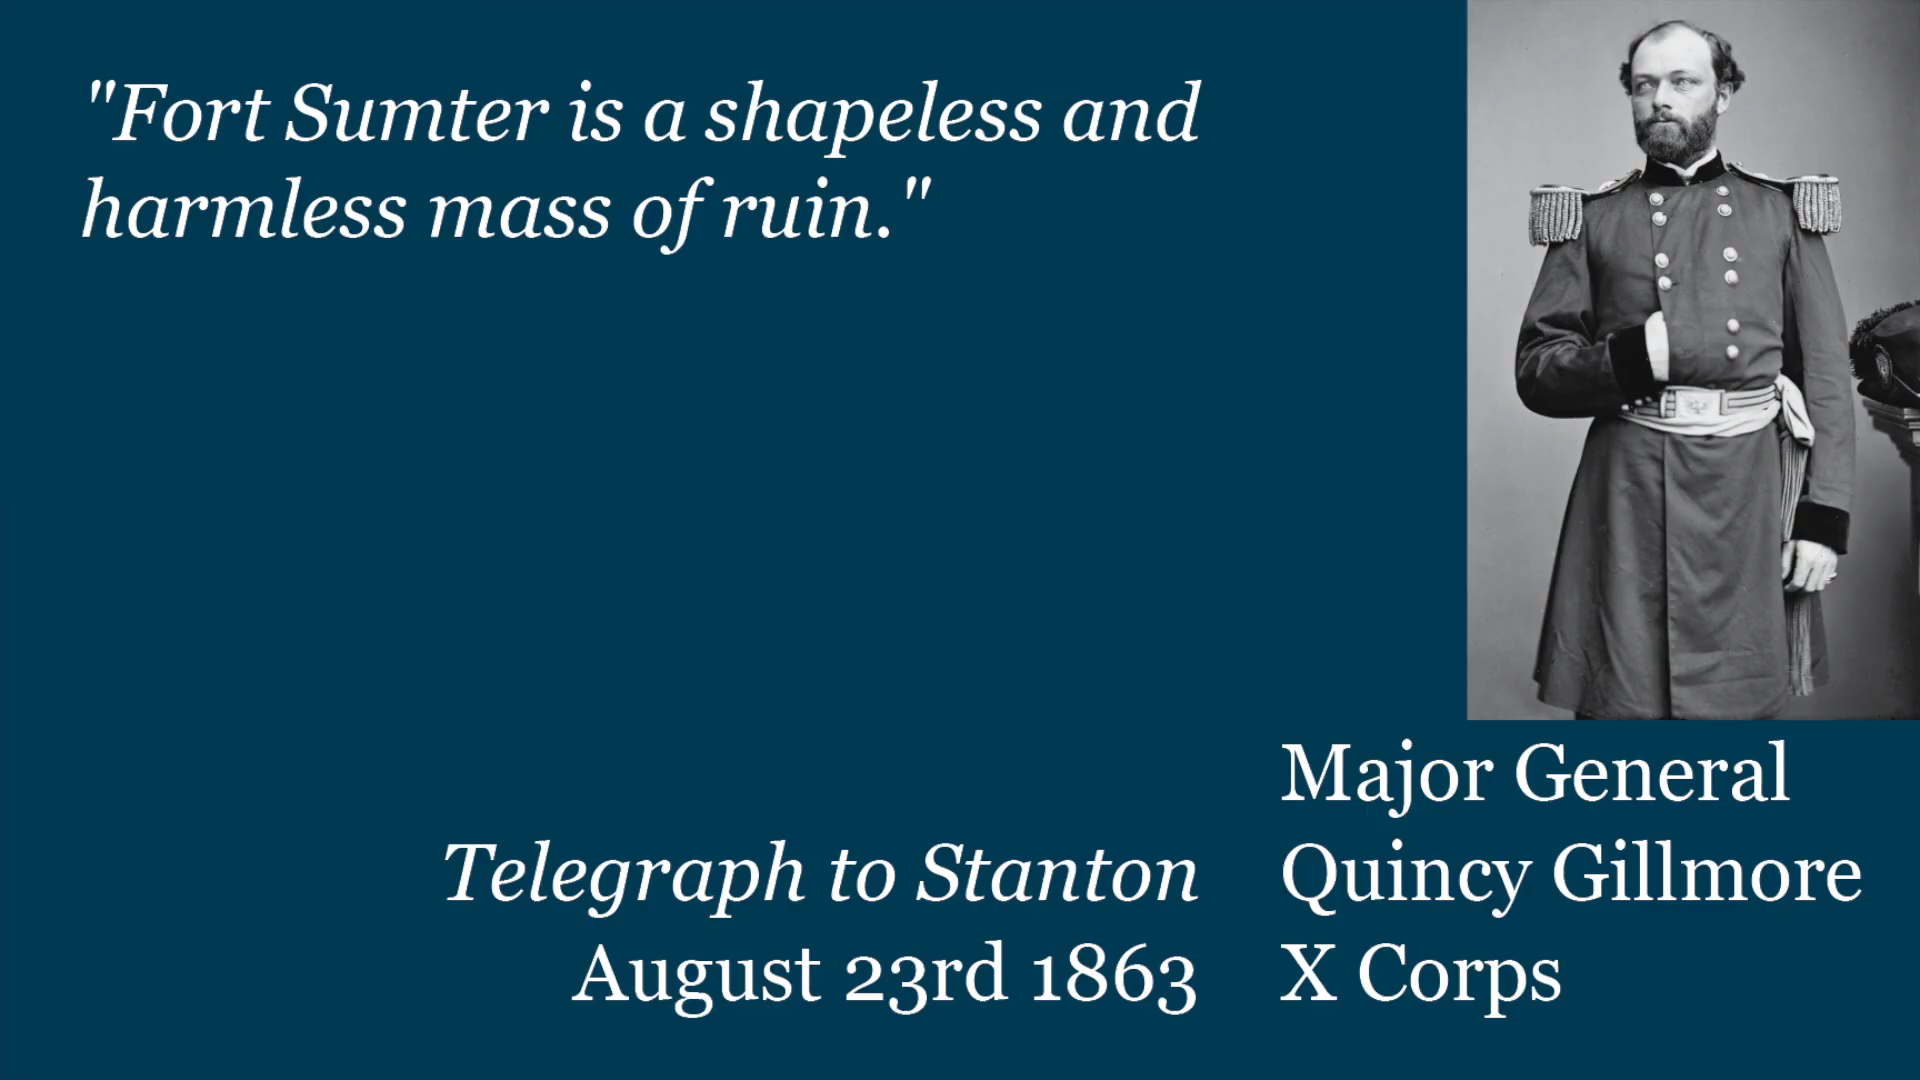 "Fort Sumter is a shapeless and
harmless mass of ruin."
Telegraph to Stanton
August 23rd 1863
Major General
Quincy Gillmore
X Corps